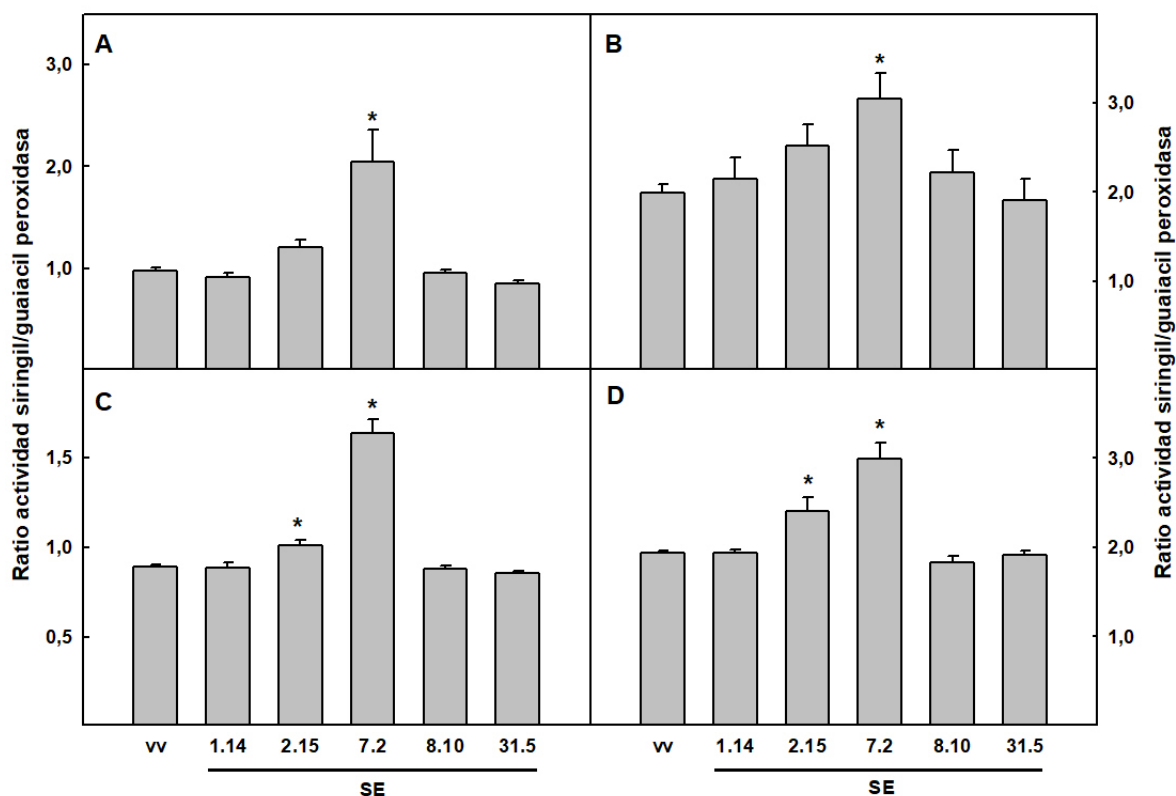 A
B
3,0
2,0
1,0
*
*
3,0
2,0
1,0
Ratio actividad siringil/guaiacil peroxidasa
Ratio actividad siringil/guaiacil peroxidasa
C
D
1,5
1,0
0,5
*
*
*
*
3,0
2,0
1,0
vv 1.14 2.15 7.2 8.10 31.5
vv 1.14 2.15 7.2 8.10 31.5
SE
SE